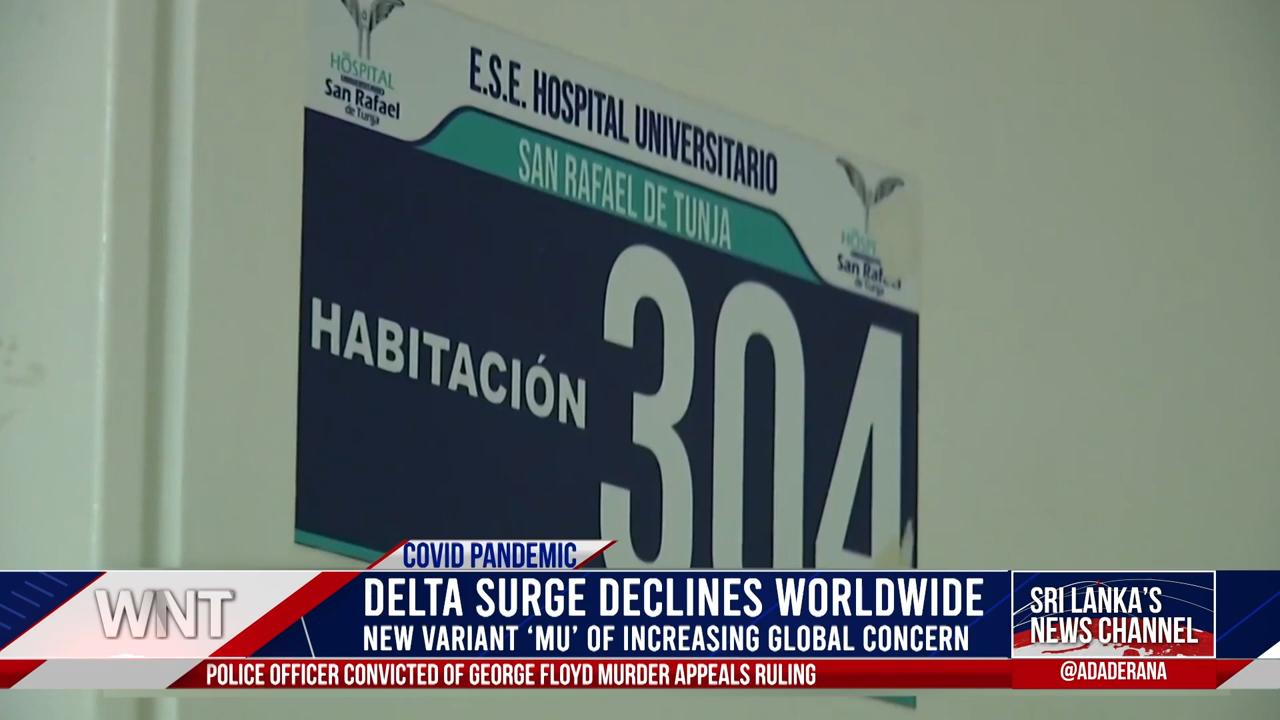 HOSPITAL
San Rafael
de Tunja
E.S.E. HOSPITAL UNIVERSITARIO
SAN RAFAEL DE TUNJA
San Rafael
de Tunja
HABITACIÓN
304
COVID PANDEMIC
WNT
DELTA SURGE DECLINES WORLDWIDE
NEW VARIANT ‘MU’ OF INCREASING GLOBAL CONCERN
SRI LANKA'S
NEWS CHANNEL
POLICE OFFICER CONVICTED OF GEORGE FLOYD MURDER APPEALS RULING
@ADADERANA